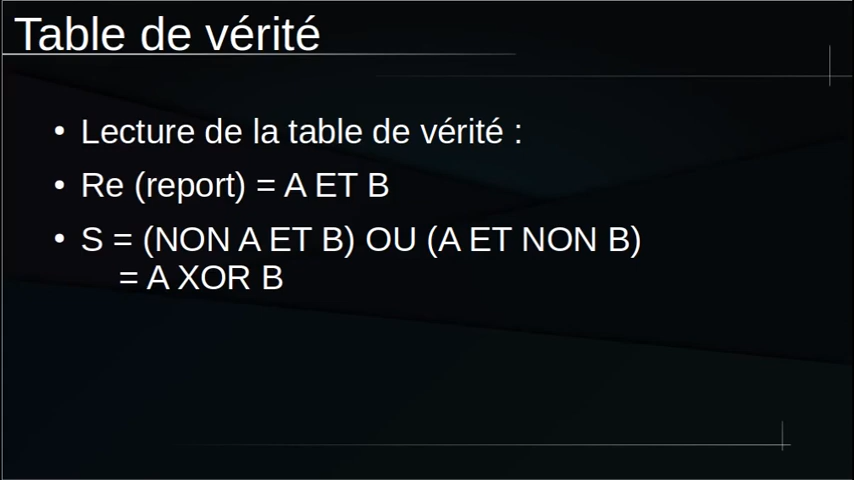 Table de vérité
• Lecture de la table de vérité :
• Re (report) = A ET B
• S = (NON A ET B) OU (A ET NON B)
= A XOR B